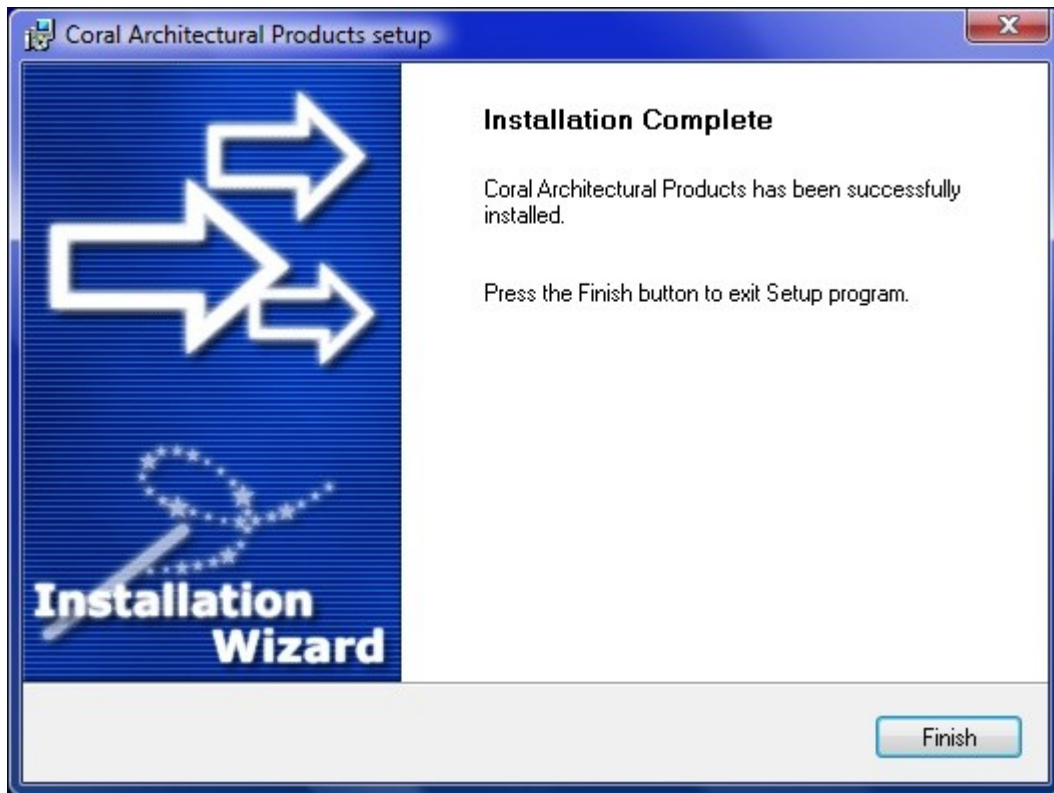 Coral Architectural Products setup
Installation Complete
Coral Architectural Products has been successfully
installed.
Press the Finish button to exit Setup program.
Installation
Wizard
Finish